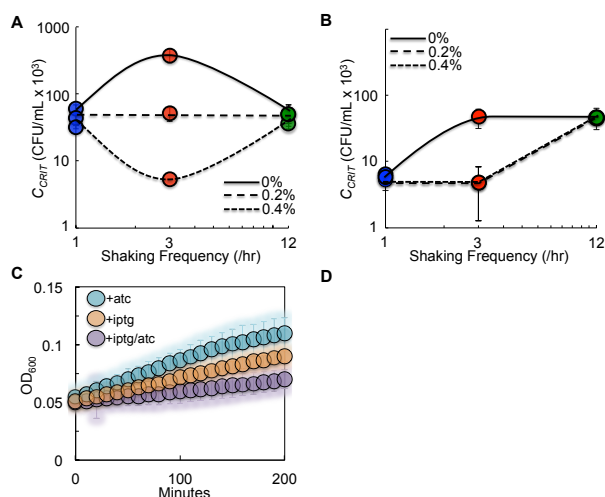 A
C_CRIT (CFU/mL x 10³)
1000
100
10
1
0%
0.2%
0.4%
1
3
12
Shaking Frequency (/hr)
B
C_CRIT (CFU/mL x 10³)
100
10
1
0%
0.2%
0.4%
1
3
12
Shaking Frequency (/hr)
C
OD₆₀₀
0.15
0.1
0.05
0
+atc
+iptg
+iptg/atc
0
100
200
Minutes
D